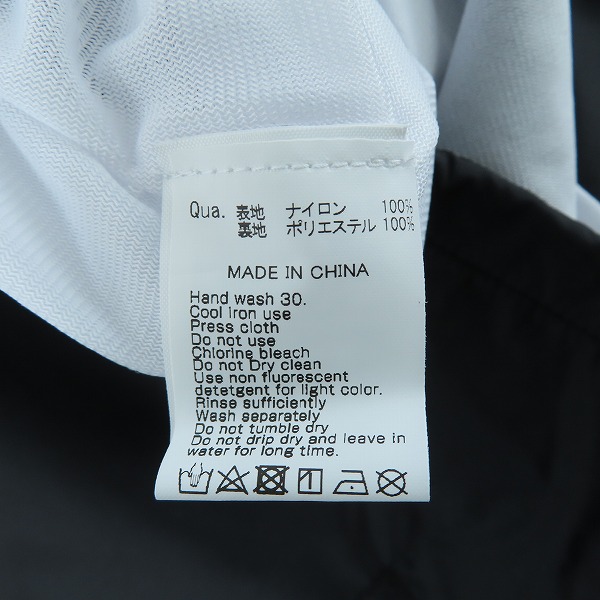 Qua. 表地 ナイロン 100%
裏地 ポリエステル 100%
MADE IN CHINA
Hand wash 30.
Cool iron use
Press cloth
Do not use
Chlorine bleach
Do not Dry clean
Use non fluorescent
detetgent for light color.
Rinse sufficiently
Wash separately
Do not tumble dry
Do not drip dry and leave in
water for long time.